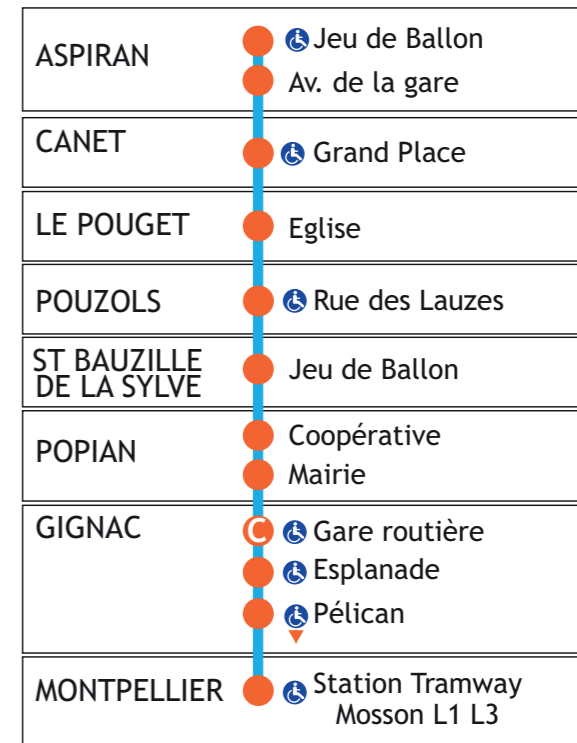 ASPIRAN
Jeu de Ballon
Av. de la gare
CANET
Grand Place
LE POUGET
Eglise
POUZOLS
Rue des Lauzes
ST BAUZILLE
DE LA SYLVE
Jeu de Ballon
POPIAN
Coopérative
Mairie
GIGNAC
C
Gare routière
Esplanade
Pélican
MONTPELLIER
Station Tramway
Mosson L1 L3